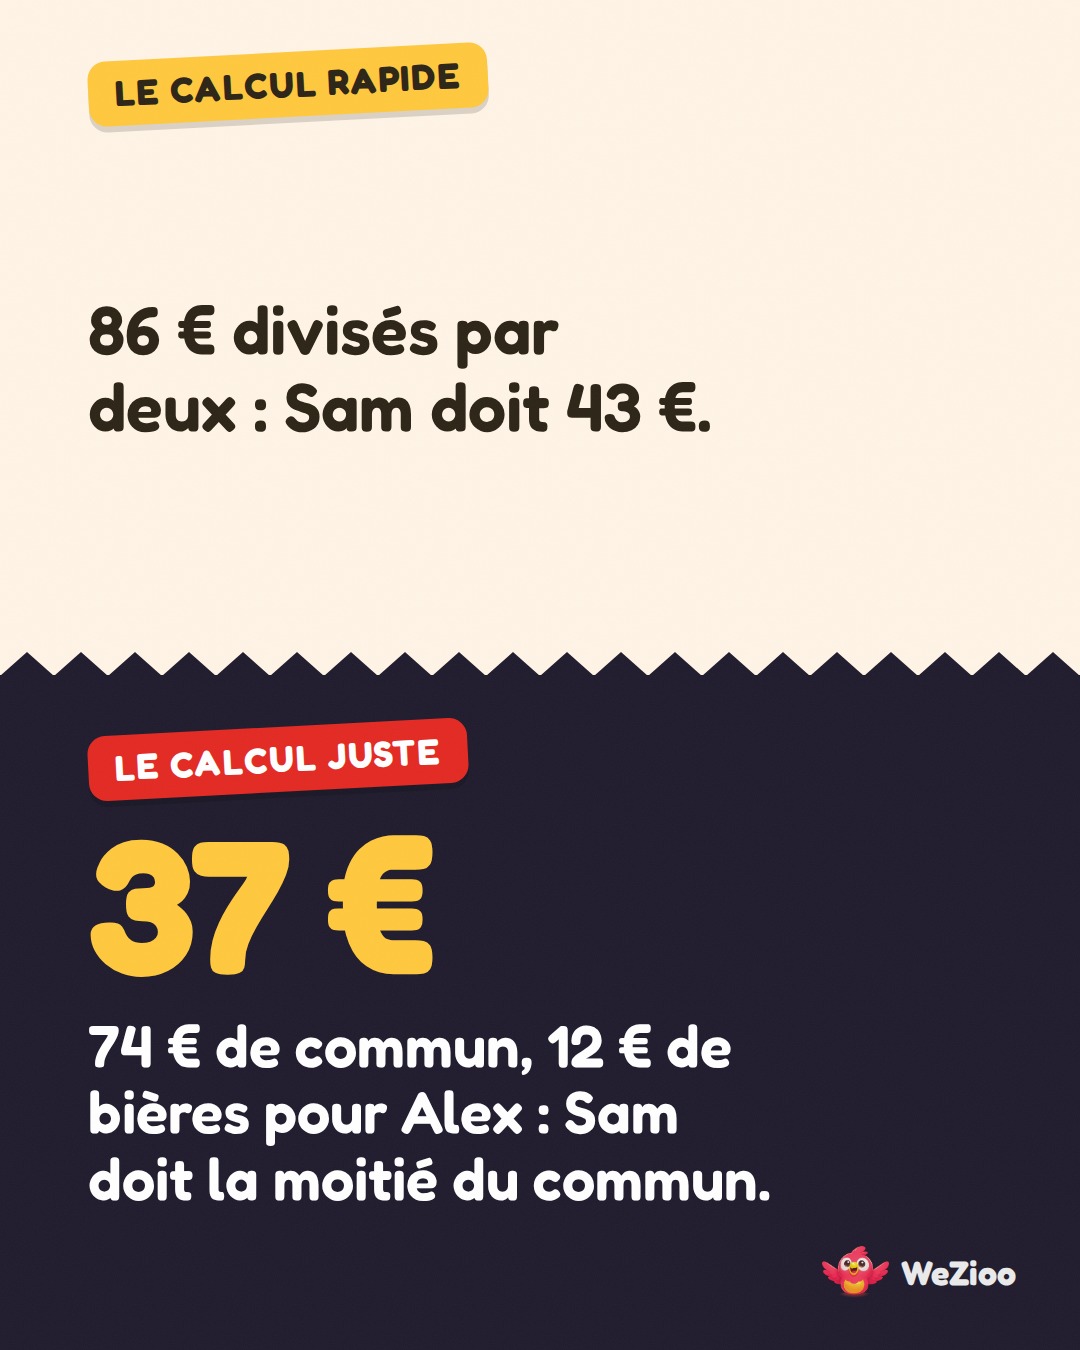 LE CALCUL RAPIDE
86 € divisés par
deux : Sam doit 43 €.
LE CALCUL JUSTE
37 €
74 € de commun, 12 € de
bières pour Alex : Sam
doit la moitié du commun.
WeZioo